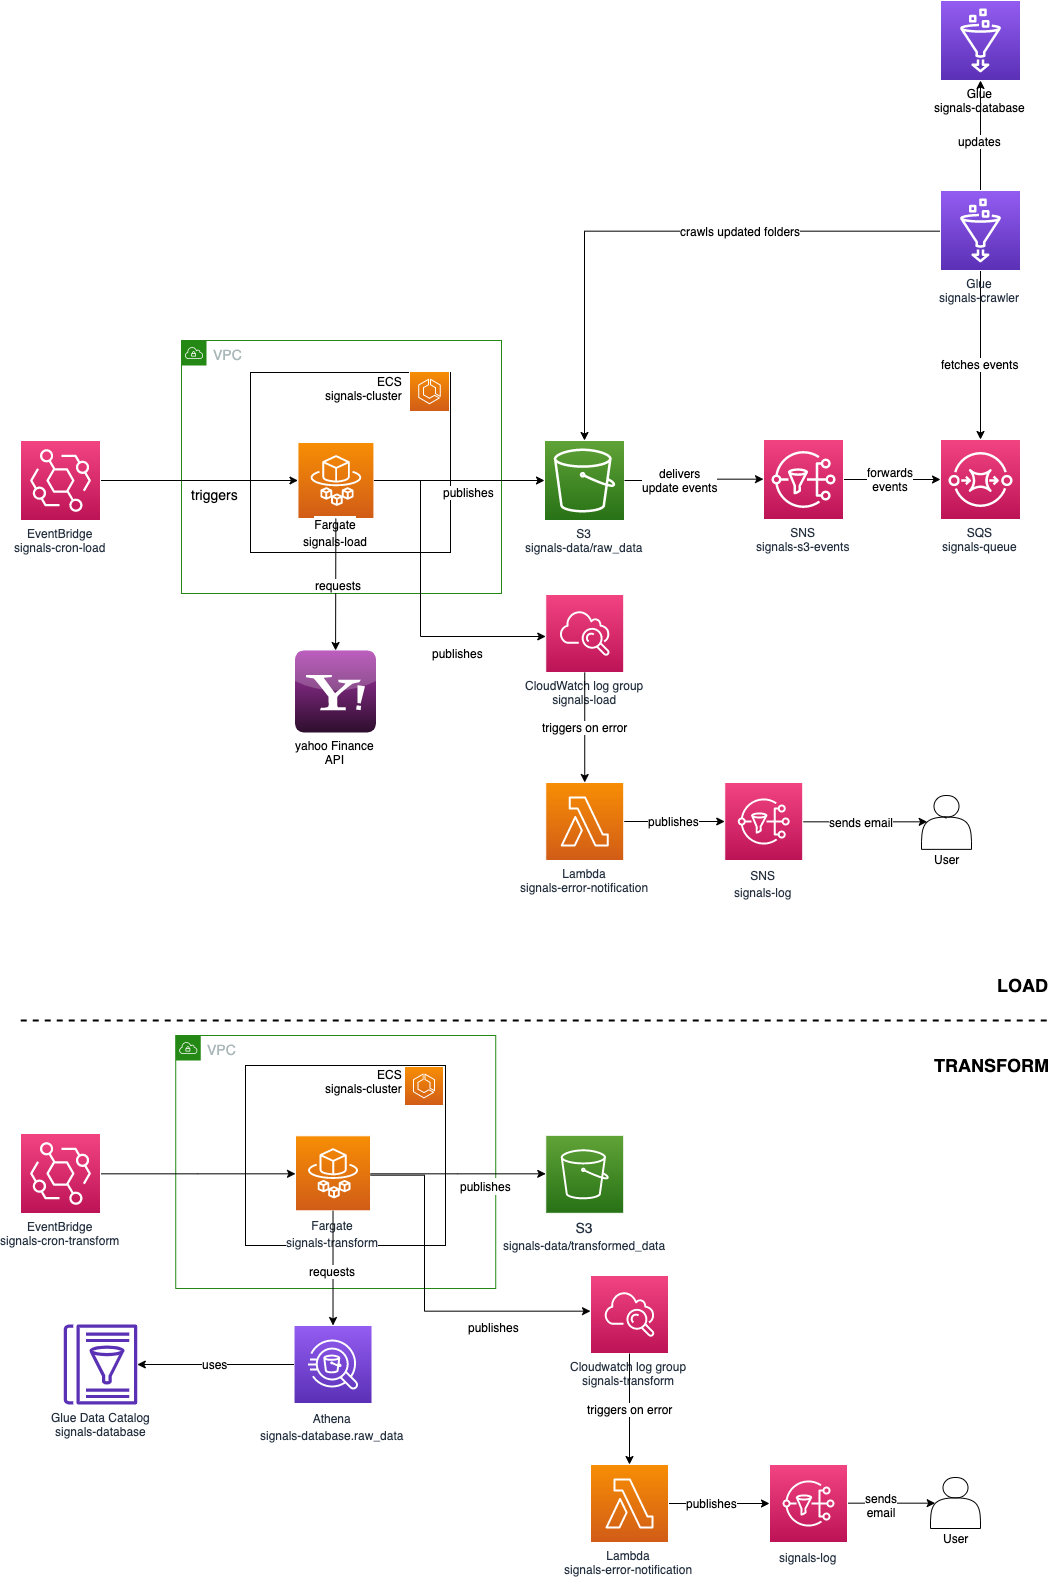 Glue
signals-database
updates
crawls updated folders
Glue
signals-crawler
fetches events
VPC
ECS
signals-cluster
triggers
publishes
delivers
update events
forwards
events
EventBridge
signals-cron-load
Fargate
signals-load
S3
signals-data/raw_data
SNS
signals-s3-events
SQS
signals-queue
requests
publishes
Y!
yahoo Finance
API
CloudWatch log group
signals-load
triggers on error
publishes
sends email
Lambda
signals-error-notification
SNS
signals-log
User
LOAD
TRANSFORM
VPC
ECS
signals-cluster
publishes
EventBridge
signals-cron-transform
Fargate
signals-transform
S3
signals-data/transformed_data
requests
publishes
uses
Glue Data Catalog
signals-database
Athena
signals-database.raw_data
Cloudwatch log group
signals-transform
triggers on error
publishes
sends
email
Lambda
signals-error-notification
signals-log
User